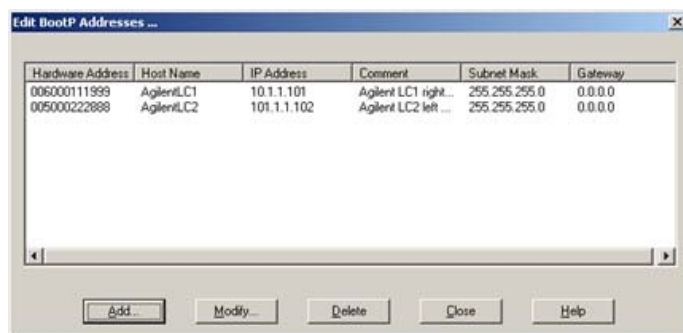 Edit BootP Addresses ...
Hardware Address Host Name IP Address Comment Subnet Mask Gateway
006000111999 AgilentLC1 10.1.1.101 Agilent LC1 right... 255.255.255.0 0.0.0.0
005000222888 AgilentLC2 101.1.1.102 Agilent LC2 left ... 255.255.255.0 0.0.0.0
Add... Modify... Delete Close Help